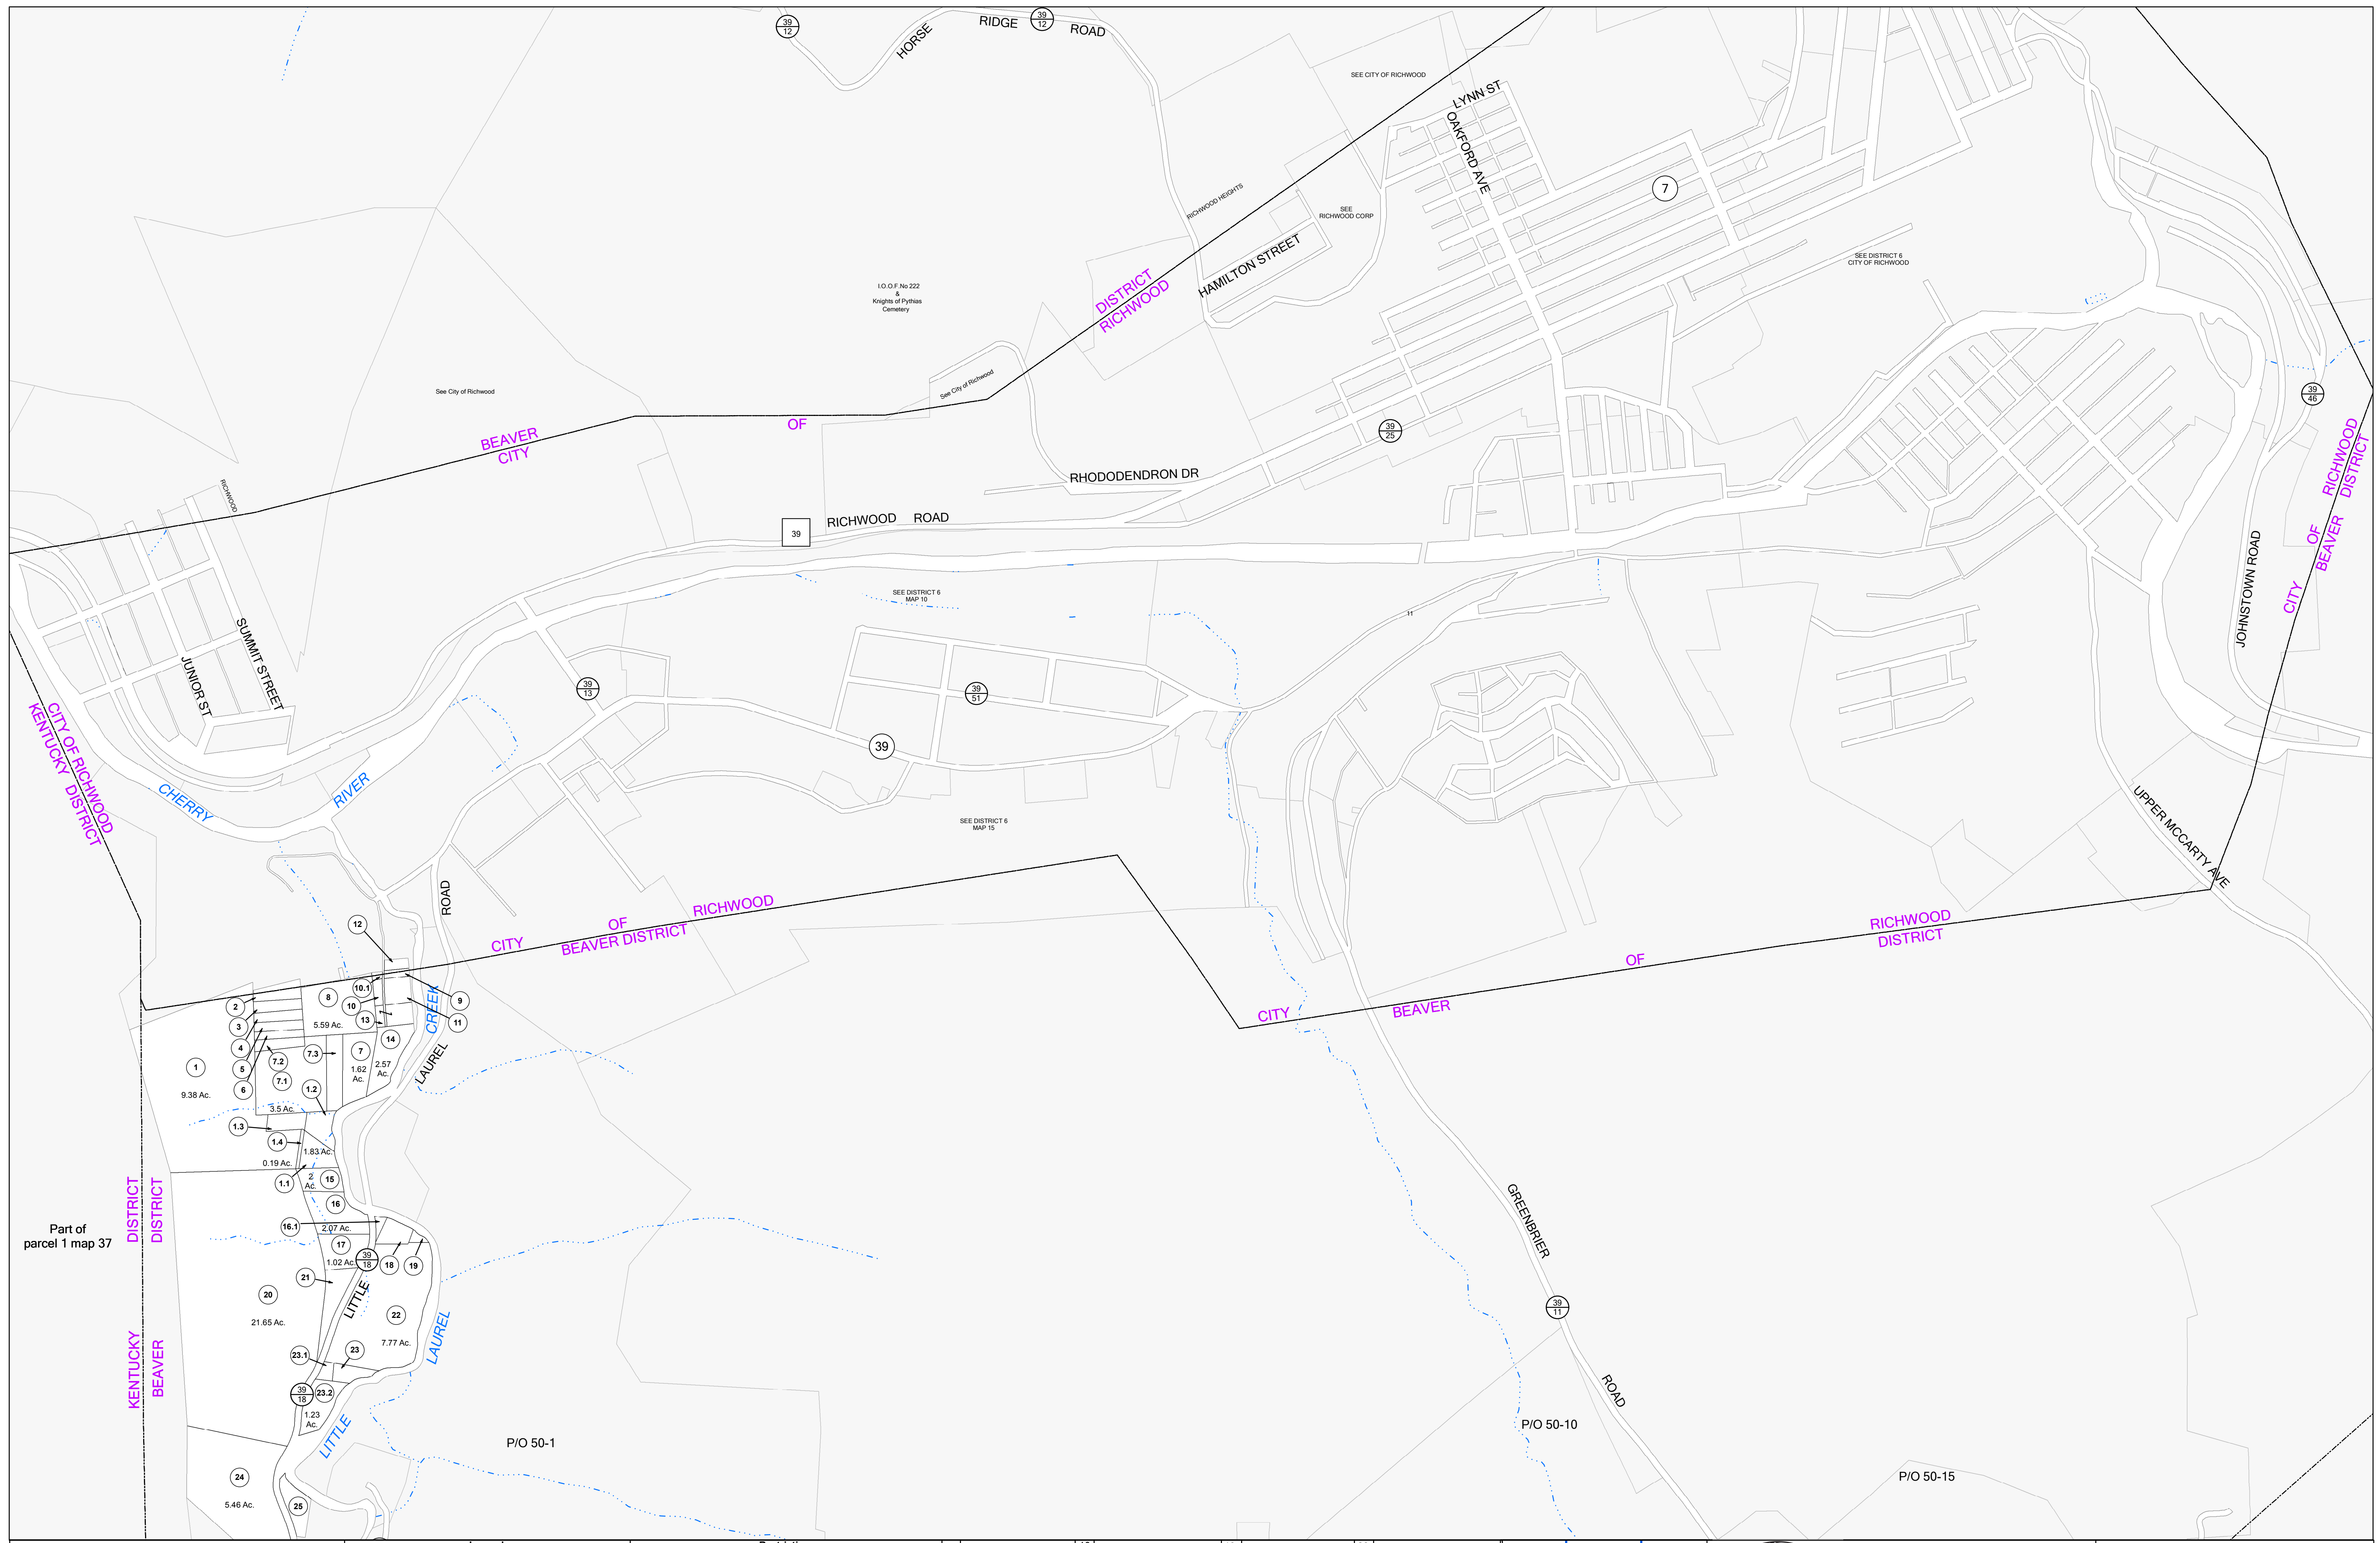 39
12
HORSE
RIDGE
39
12
ROAD
SEE CITY OF RICHWOOD
LYNN ST
OAKFORD AVE
7
RICHWOOD HEIGHTS
SEE
RICHWOOD CORP
HAMILTON STREET
DISTRICT
RICHWOOD
SEE DISTRICT 6
CITY OF RICHWOOD
I.O.O.F.No 222
&
Knights of Pythias
Cemetery
See City of Richwood
See City of Richwood
BEAVER
CITY
OF
39
46
39
25
RICHWOOD
DISTRICT
OF
BEAVER
CITY
RICHWOOD
RHODODENDRON DR
RICHWOOD ROAD
39
JOHNSTOWN ROAD
SEE DISTRICT 6
MAP 10
11
SUMMIT STREET
JUNIOR ST
39
13
39
51
39
CITY OF RICHWOOD
KENTUCKY DISTRICT
CHERRY
RIVER
SEE DISTRICT 6
MAP 15
UPPER MCCARTY AVE
ROAD
CITY
OF
RICHWOOD
BEAVER DISTRICT
RICHWOOD
DISTRICT
OF
CITY
BEAVER
12
2
8
10.1
10
9
3
5.59 Ac.
13
11
CREEK
4
14
5
7.2
7.3
7
LAUREL
1
7.1
1.62
Ac.
2.57
Ac.
6
1.2
9.38 Ac.
3.5 Ac.
1.3
1.4
1.83 Ac.
0.19 Ac.
1.1
2
Ac.
15
16
DISTRICT
DISTRICT
Part of
parcel 1 map 37
16.1
2.07 Ac.
17
1.02 Ac.
39
18
18
19
21
LITTLE
20
21.65 Ac.
22
7.77 Ac.
LAUREL
KENTUCKY
BEAVER
23.1
23
39
18
23.2
1.23
Ac.
LITTLE
GREENBRIER
39
11
ROAD
P/O 50-1
P/O 50-10
P/O 50-15
24
5.46 Ac.
25